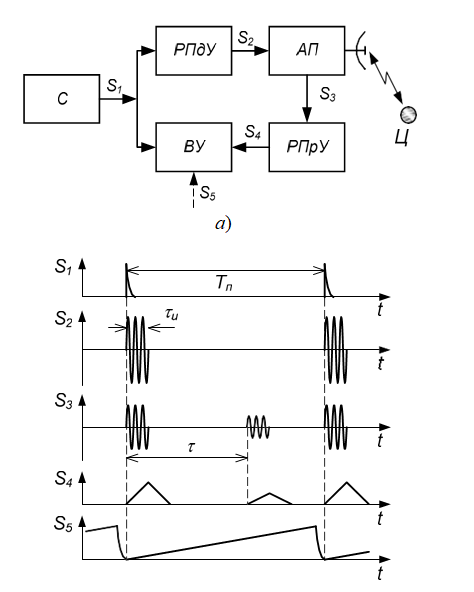 РПдУ S2 АП
С S1 S3 Ц
ВУ S4 РПрУ
S5
а)
S1 Tп t
S2 τи t
S3 τ t
S4 t
S5 t